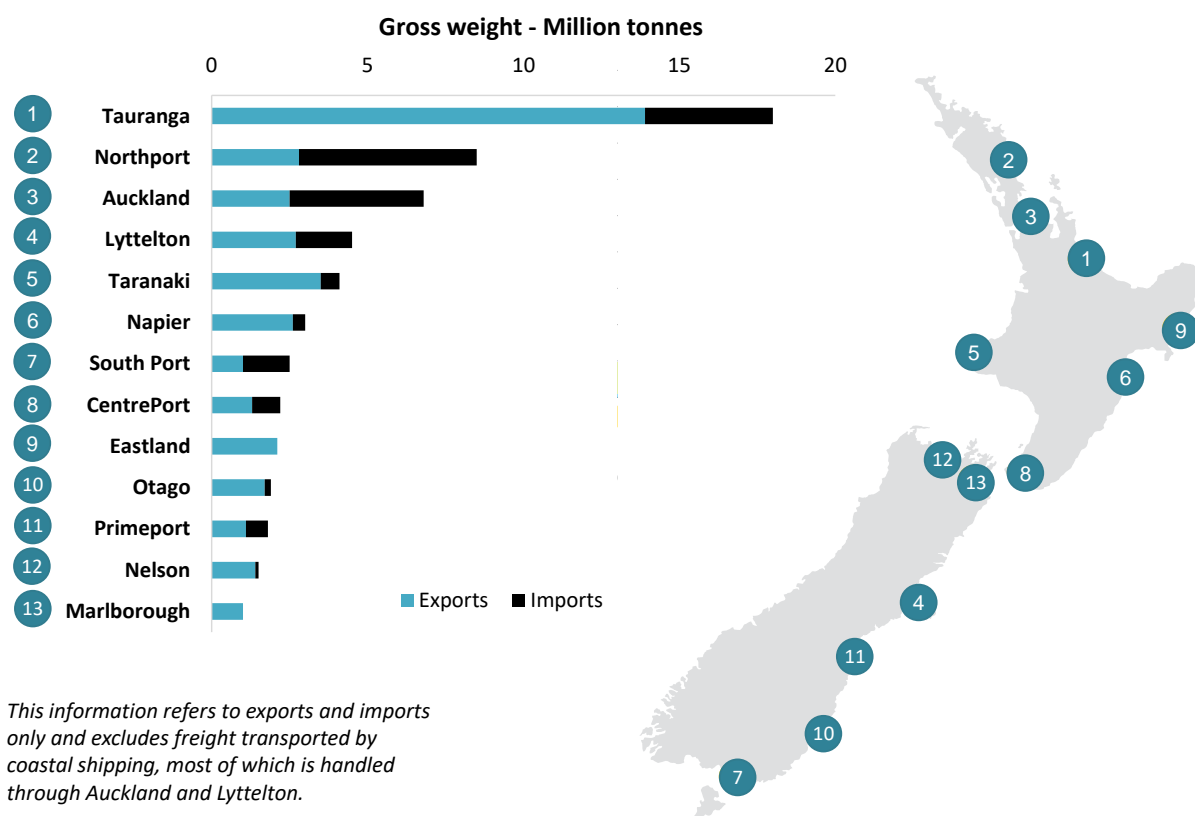 Gross weight - Million tonnes
0 5 10 15 20
1 Tauranga
2 Northport
3 Auckland
4 Lyttelton
5 Taranaki
6 Napier
7 South Port
8 CentrePort
9 Eastland
10 Otago
11 Primeport
12 Nelson
13 Marlborough
Exports Imports
2
3
1
9
5
6
12
8
13
4
11
10
7
This information refers to exports and imports
only and excludes freight transported by
coastal shipping, most of which is handled
through Auckland and Lyttelton.